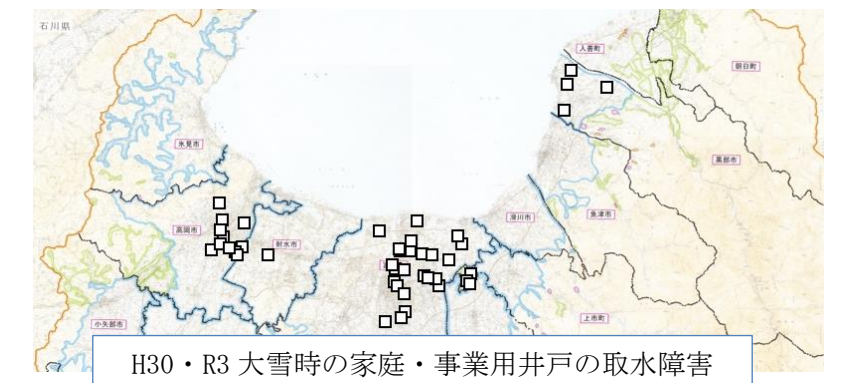 石川県
入善町
朝日町
氷見市
黒部市
滑川市
魚津市
高岡市
射水市
上市町
小矢部市
H30・R3 大雪時の家庭・事業用井戸の取水障害